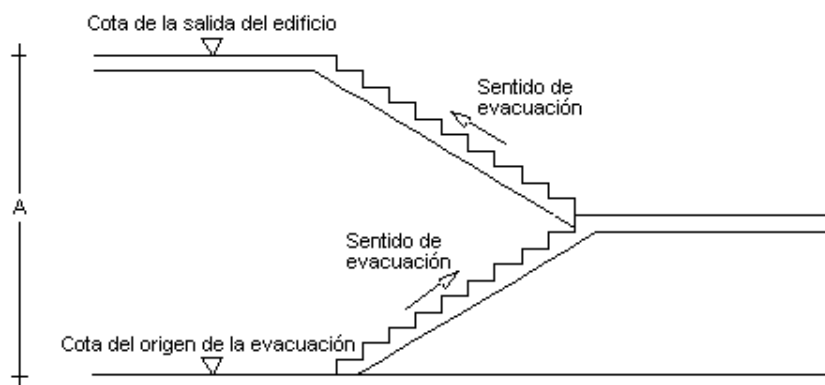 Cota de la salida del edificio
Sentido de
evacuación
A
Sentido de
evacuación
Cota del origen de la evacuación